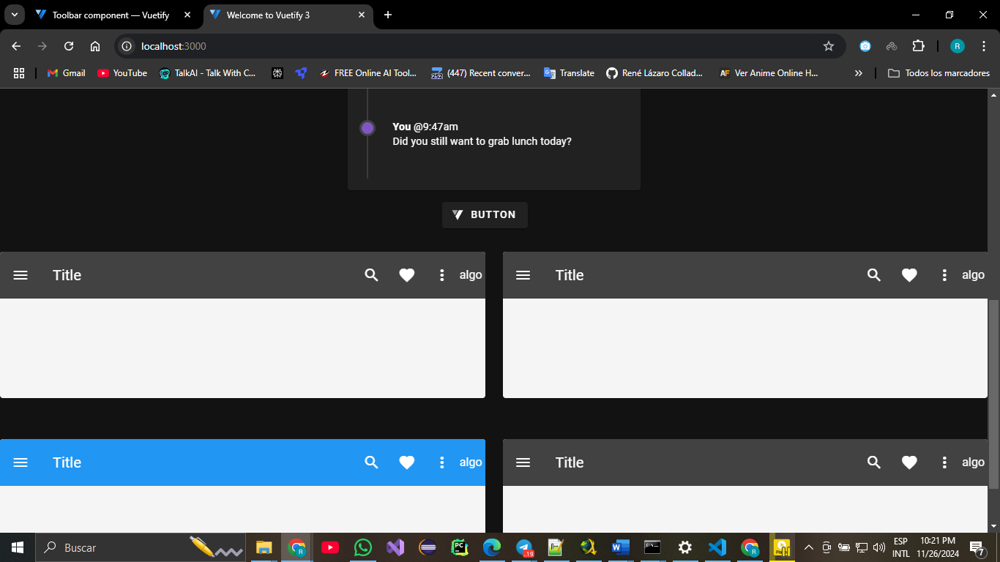 Toolbar component — Vuetify
Welcome to Vuetify 3
localhost:3000
R
Gmail
YouTube
TalkAI - Talk With C...
FREE Online AI Tool...
252
(447) Recent conver...
Translate
René Lázaro Collad...
AF
Ver Anime Online H...
Todos los marcadores
You @9:47am
Did you still want to grab lunch today?
BUTTON
Title
algo
Title
algo
Title
algo
Title
algo
Buscar
PC
19
ESP
INTL
10:21 PM
11/26/2024
7